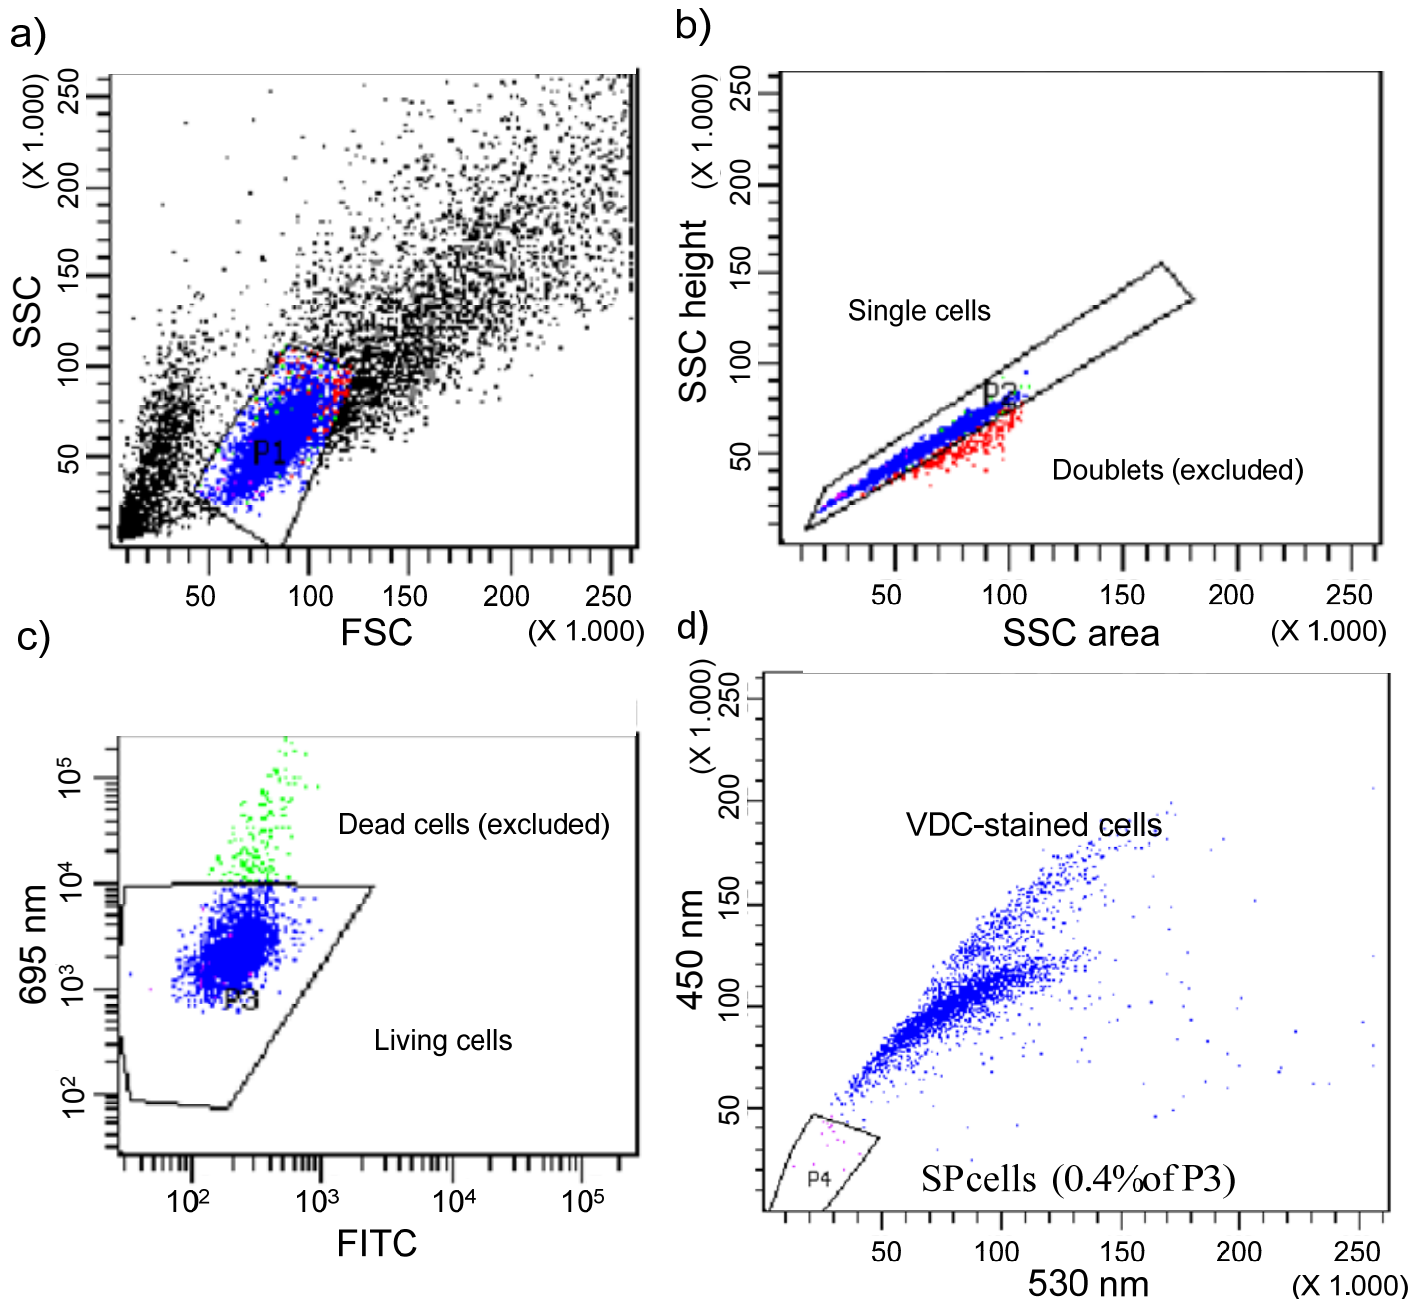 a)
SSC
(X 1.000)
250
200
150
100
50
P1
50 100 150 200 250
FSC (X 1.000)
b)
SSC height (X 1.000)
250
200
150
100
50
Single cells
P2
Doublets (excluded)
50 100 150 200 250
SSC area (X 1.000)
c)
695 nm
10⁵
10⁴
10³
10²
Dead cells (excluded)
P3
Living cells
10² 10³ 10⁴ 10⁵
FITC
d)
450 nm (X 1.000)
250
200
150
100
50
VDC-stained cells
P4
SPcells (0.4%of P3)
50 100 150 200 250
530 nm (X 1.000)